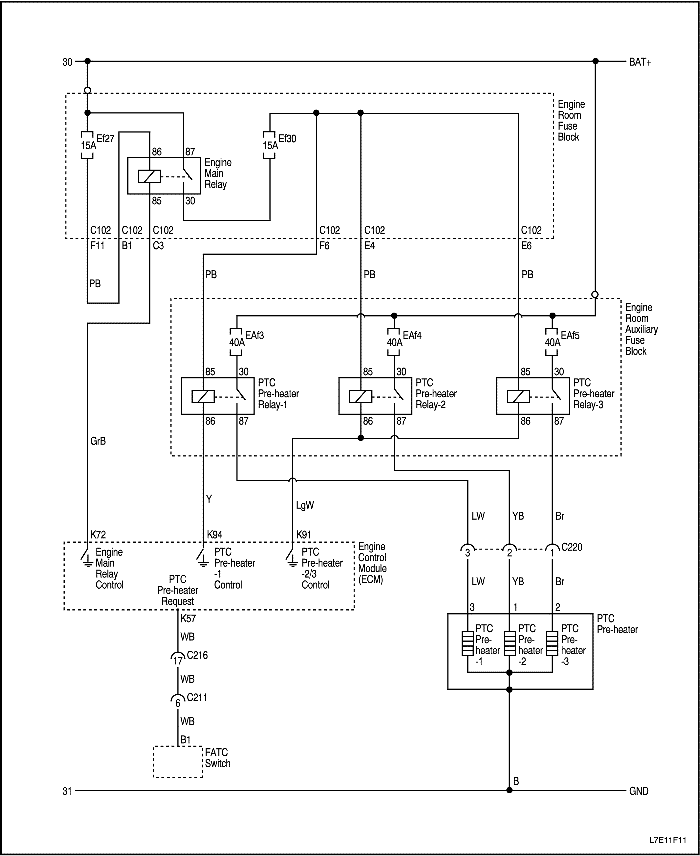 30 BAT+
Engine
Room
Fuse
Block
Ef27
15A
86 87
Engine
Main
Relay
85 30
Ef30
15A
C102 C102 C102 C102 C102 C102
F11 B1 C3 F6 E4 E6
PB PB PB PB
Engine
Room
Auxiliary
Fuse
Block
EAf3 EAf4 EAf5
40A 40A 40A
85 30 85 30 85 30
PTC
Pre-heater
Relay-1
PTC
Pre-heater
Relay-2
PTC
Pre-heater
Relay-3
86 87 86 87 86 87
GrB
Y
LgW
LW YB Br
K72 K94 K91
Engine
Main
Relay
Control
PTC
Pre-heater
-1
Control
PTC
Pre-heater
-2/3
Control
Engine
Control
Module
(ECM)
PTC
Pre-heater
Request
C220
3 2 1
LW YB Br
3 1 2
PTC
Pre-
heater
-1
PTC
Pre-
heater
-2
PTC
Pre-
heater
-3
PTC
Pre-heater
K57
WB
C216
17
WB
C211
6
WB
B1
FATC
Switch
B
31 GND
L7E11F11